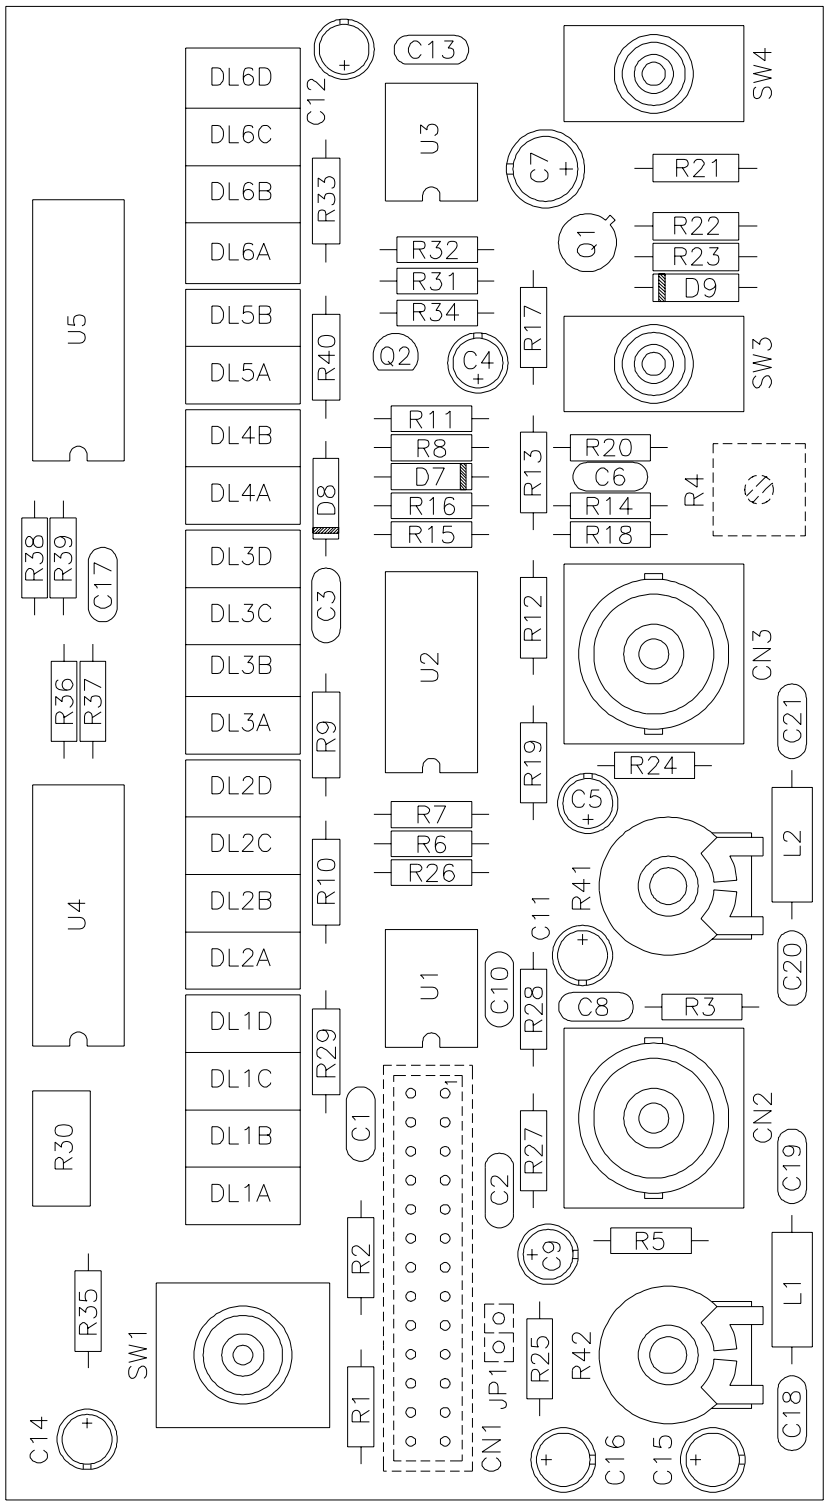 C13
DL6D
SW4
C12
DL6C
U3
C7
R21
DL6B
R33
R22
Q1
DL6A
R32
R23
R31
D9
DL5B
R34
R17
U5
R40
Q2
C4
SW3
DL5A
R11
DL4B
R8
R20
D7
R13
C6
R4
DL4A
D8
R16
R14
R15
R18
R38
R39
DL3D
C17
C3
R12
DL3C
DL3B
U2
CN3
R36
R37
DL3A
R9
C21
R19
R24
DL2D
C5
R7
DL2C
R6
L2
R10
R26
R41
DL2B
U4
C11
DL2A
C20
U1
C10
R28
C8
R3
DL1D
R29
DL1C
1
C1
CN2
R30
DL1B
R27
C19
DL1A
C2
R2
R5
C9
R35
L1
SW1
R25
R42
JP1
R1
C18
C14
CN1
C16
C15